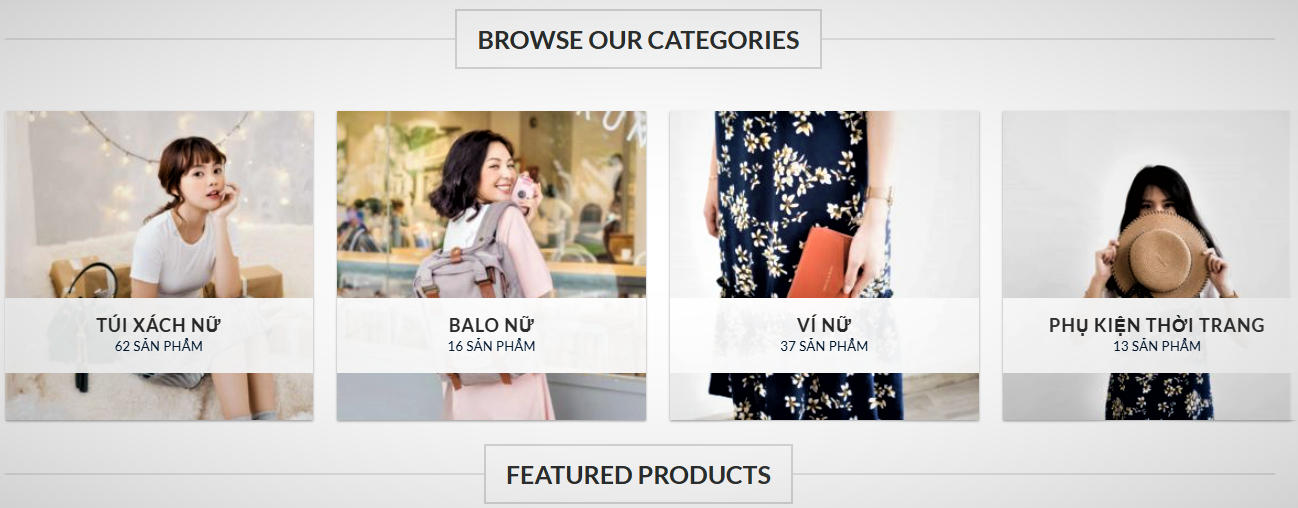 BROWSE OUR CATEGORIES
TÚI XÁCH NỮ
62 SẢN PHẨM
BALO NỮ
16 SẢN PHẨM
VÍ NỮ
37 SẢN PHẨM
PHỤ KIỆN THỜI TRANG
13 SẢN PHẨM
FEATURED PRODUCTS